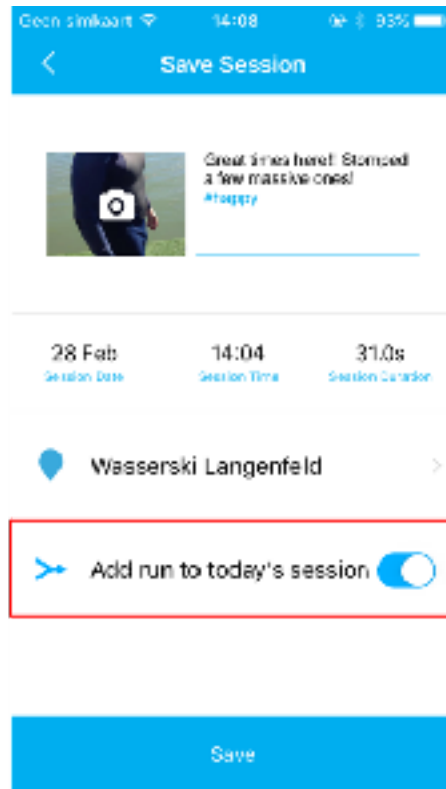 Geen simkaart 14:08 93%
Save Session
Great times here!! Stomped
a few massive ones!
#happy
28 Feb 14:04 31.0s
Session Date Session Time Session Duration
Wasserski Langenfeld
Add run to today's session
Save